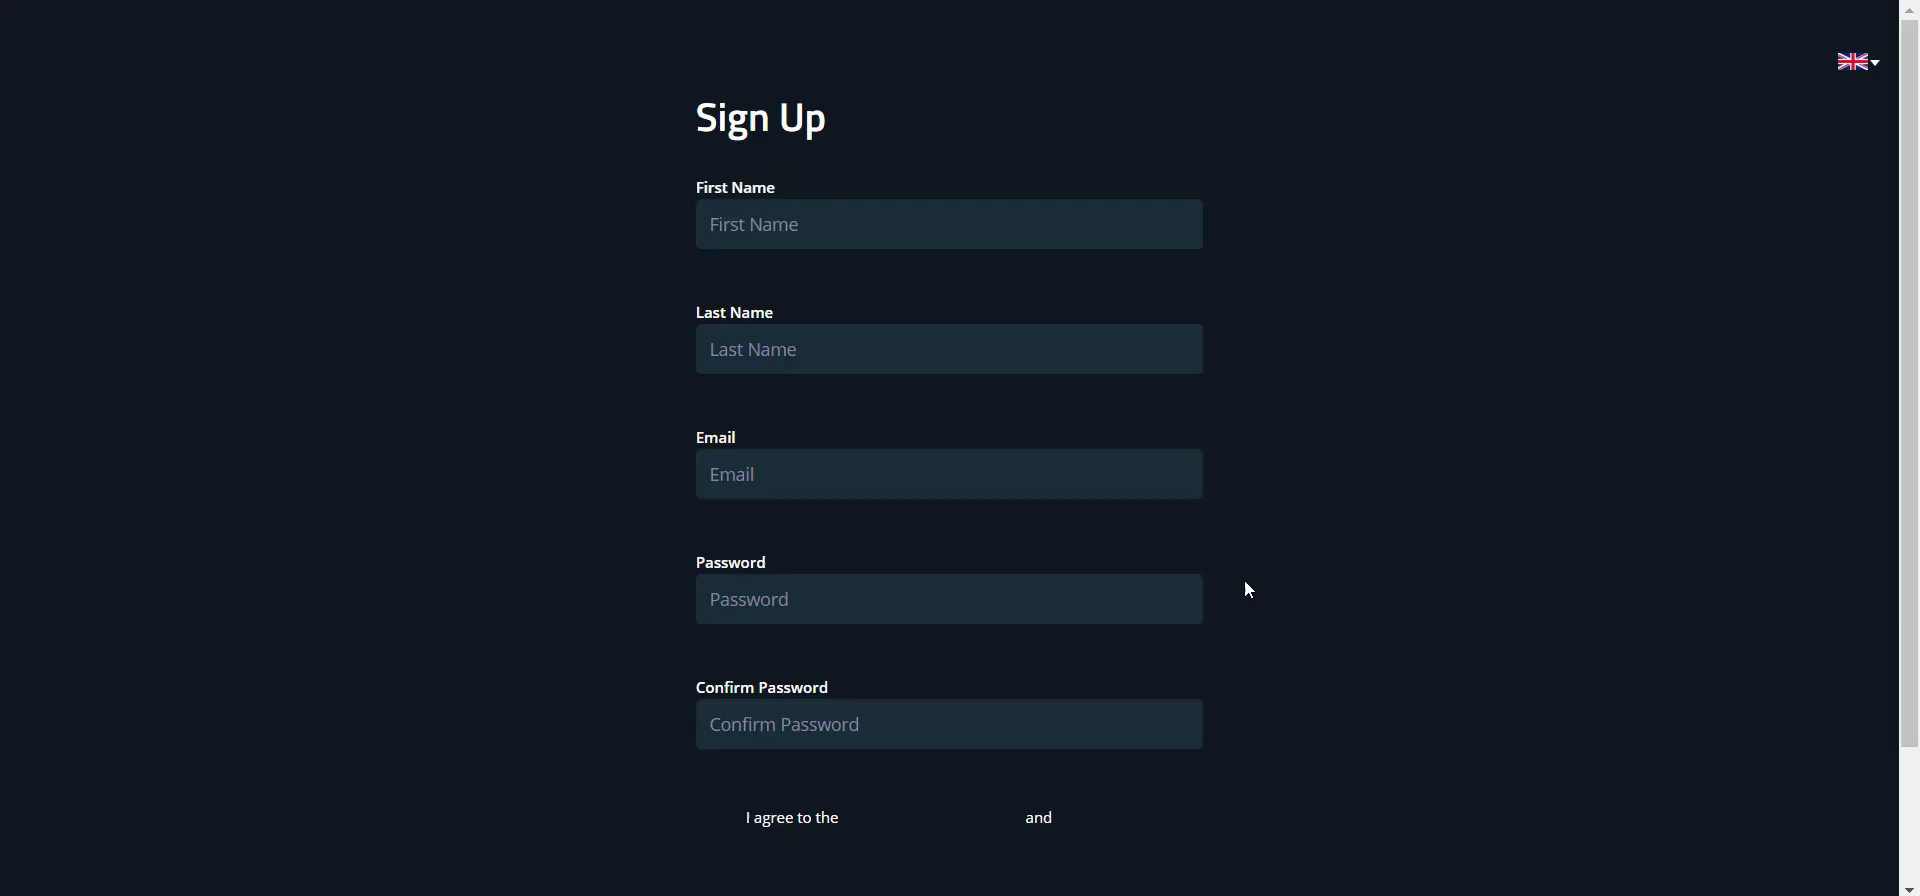 Sign Up
First Name
First Name
Last Name
Last Name
Email
Email
Password
Password
Confirm Password
Confirm Password
I agree to the and